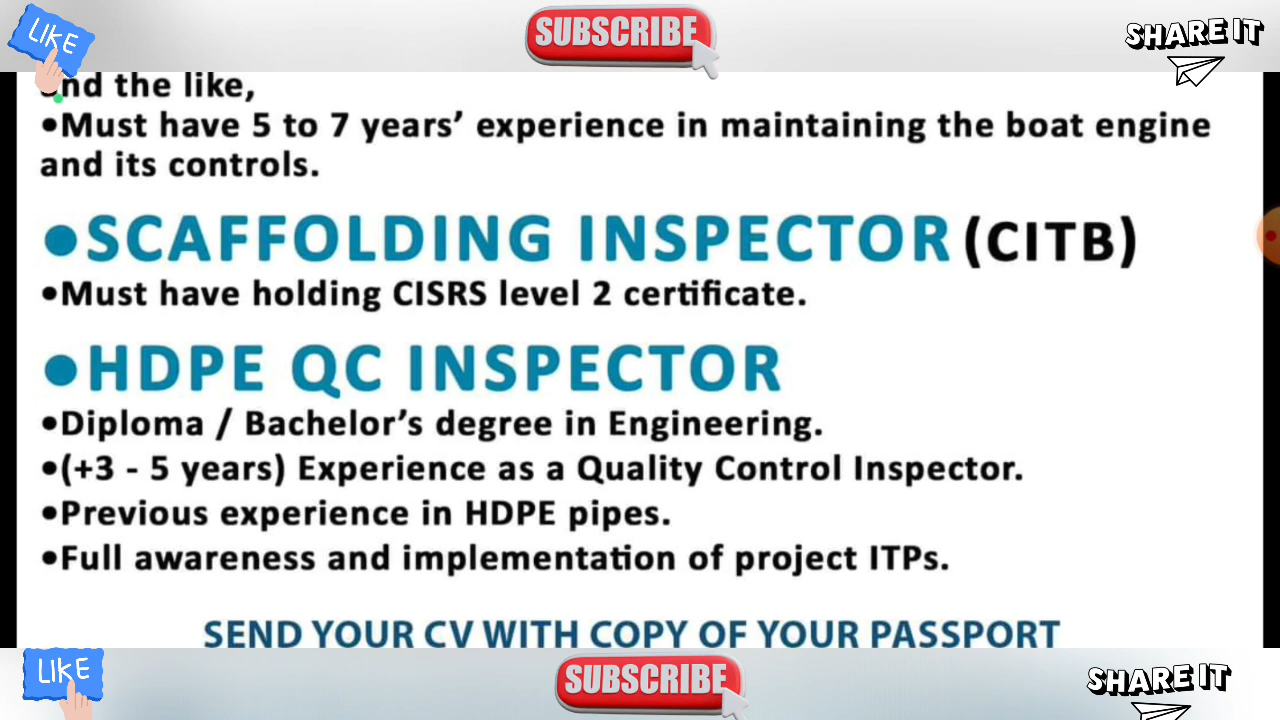 LIKE
SUBSCRIBE
SHARE IT
and the like,
•Must have 5 to 7 years’ experience in maintaining the boat engine
and its controls.
•SCAFFOLDING INSPECTOR (CITB)
•Must have holding CISRS level 2 certificate.
•HDPE QC INSPECTOR
•Diploma / Bachelor’s degree in Engineering.
•(+3 - 5 years) Experience as a Quality Control Inspector.
•Previous experience in HDPE pipes.
•Full awareness and implementation of project ITPs.
SEND YOUR CV WITH COPY OF YOUR PASSPORT
LIKE
SUBSCRIBE
SHARE IT